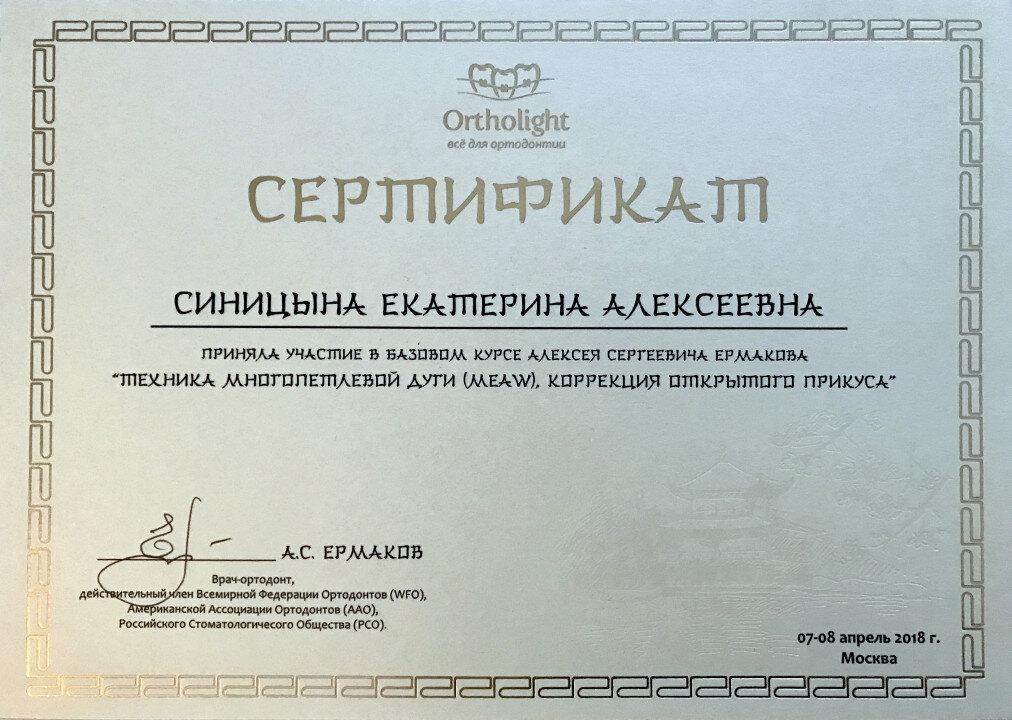 Ortholight
всё для ортодонтии
СЕРТИФИКАТ
СИНИЦЫНА ЕКАТЕРИНА АЛЕКСЕЕВНА
ПРИНЯЛА УЧАСТИЕ В БАЗОВОМ КУРСЕ АЛЕКСЕЯ СЕРГЕЕВИЧА ЕРМАКОВА
“ТЕХНИКА МНОГОПЕТЛЕВОЙ ДУГИ (MEAW), КОРРЕКЦИЯ ОТКРЫТОГО ПРИКУСА”
А.С. ЕРМАКОВ
Врач-ортодонт,
действительный член Всемирной Федерации Ортодонтов (WFO),
Американской Ассоциации Ортодонтов (ААО),
Российского Стоматологичесого Общества (РСО).
07-08 апрель 2018 г.
Москва